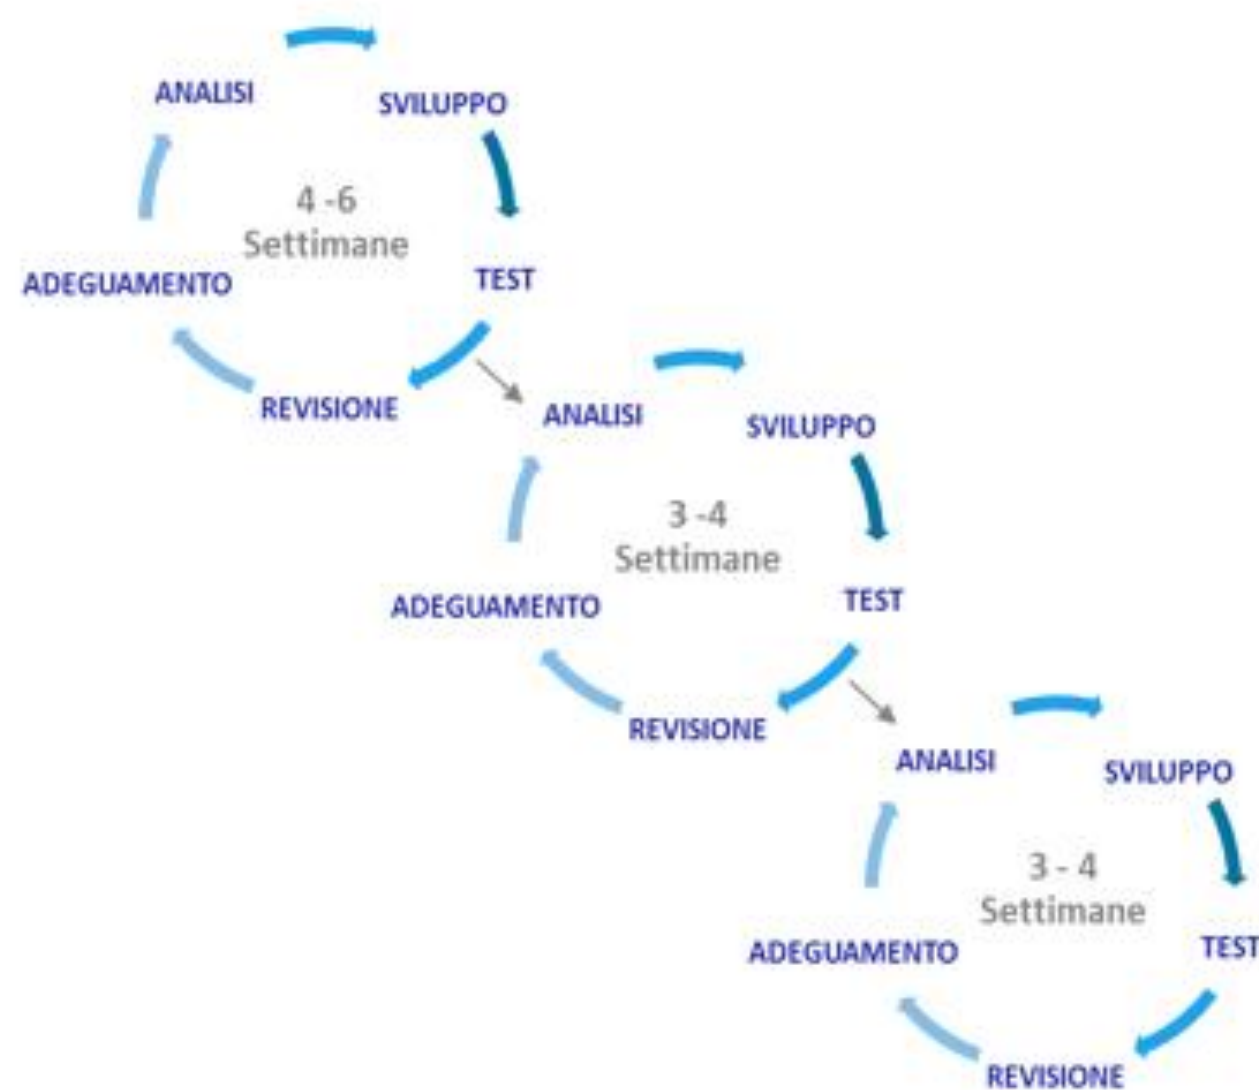 ANALISI
SVILUPPO
4 -6
Settimane
TEST
ADEGUAMENTO
REVISIONE
ANALISI
SVILUPPO
3 -4
Settimane
TEST
ADEGUAMENTO
REVISIONE
ANALISI
SVILUPPO
3 - 4
Settimane
TEST
ADEGUAMENTO
REVISIONE